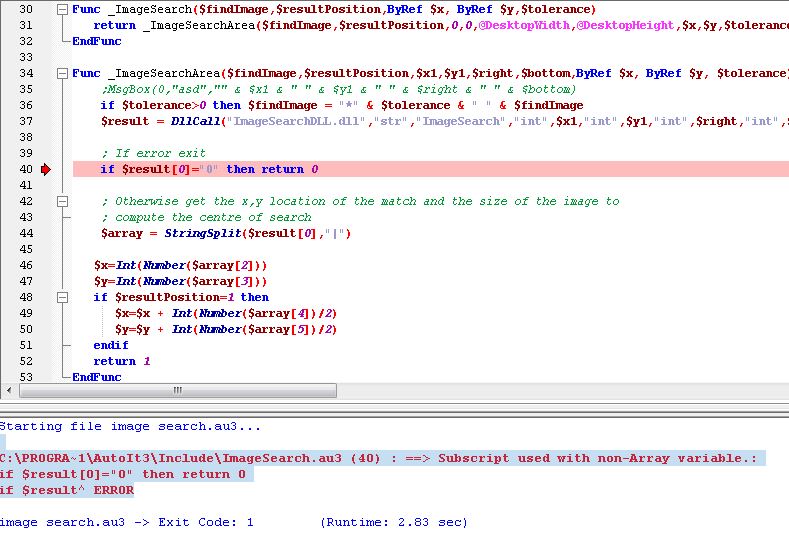 30 Func _ImageSearch($findImage,$resultPosition,ByRef $x, ByRef $y,$tolerance)
31 return _ImageSearchArea($findImage,$resultPosition,0,0,@DesktopWidth,@DesktopHeight,$x,$y,$tolerance
32 EndFunc
33
34 Func _ImageSearchArea($findImage,$resultPosition,$x1,$y1,$right,$bottom,ByRef $x, ByRef $y, $tolerance)
35 ;MsgBox(0,"asd","" & $x1 & " " & $y1 & " " & $right & " " & $bottom)
36 if $tolerance>0 then $findImage = "*" & $tolerance & " " & $findImage
37 $result = DllCall("ImageSearchDLL.dll","str","ImageSearch","int",$x1,"int",$y1,"int",$right,"int",$
38
39 ; If error exit
40 if $result[0]="0" then return 0
41
42 ; Otherwise get the x,y location of the match and the size of the image to
43 ; compute the centre of search
44 $array = StringSplit($result[0],"|")
45
46 $x=Int(Number($array[2]))
47 $y=Int(Number($array[3]))
48 if $resultPosition=1 then
49 $x=$x + Int(Number($array[4])/2)
50 $y=$y + Int(Number($array[5])/2)
51 endif
52 return 1
53 EndFunc
Starting file image search.au3...
C:\PROGRA~1\AutoIt3\Include\ImageSearch.au3 (40) : ==> Subscript used with non-Array variable.:
if $result[0]="0" then return 0
if $result^ ERROR
image search.au3 -> Exit Code: 1 (Runtime: 2.83 sec)